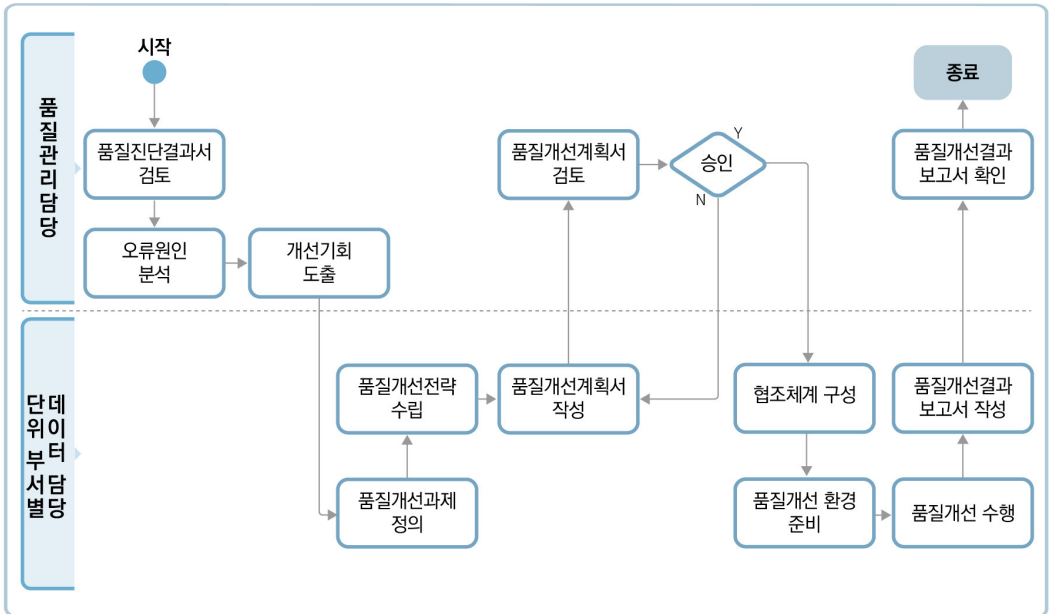 품질관리담당
시작
품질진단결과서
검토
오류원인
분석
개선기회
도출
품질개선계획서
검토
승인
Y
N
종료
품질개선결과
보고서 확인
단위 부서별
데이터 담당
품질개선전략
수립
품질개선과제
정의
품질개선계획서
작성
협조체계 구성
품질개선 환경
준비
품질개선 수행
품질개선결과
보고서 작성